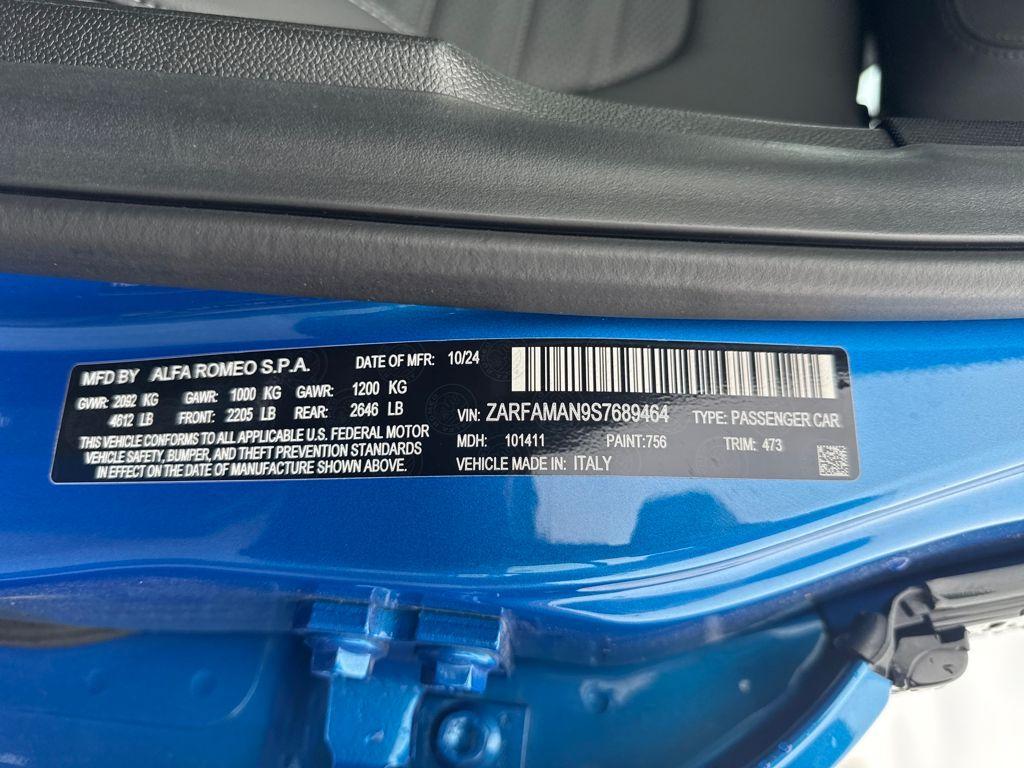 MFD BY ALFA ROMEO S.P.A. DATE OF MFR: 10/24
GVWR: 2092 KG GAWR: 1000 KG GAWR: 1200 KG
4612 LB FRONT: 2205 LB REAR: 2646 LB
THIS VEHICLE CONFORMS TO ALL U.S. FEDERAL MOTOR
VEHICLE SAFETY, BUMPER, AND THEFT PREVENTION STANDARDS
IN EFFECT ON THE DATE OF MANUFACTURE SHOWN ABOVE.
VIN: ZARFAMAN9S7689464 TYPE: PASSENGER CAR
MDH: 101411 PAINT:756 TRIM: 473
VEHICLE MADE IN: ITALY